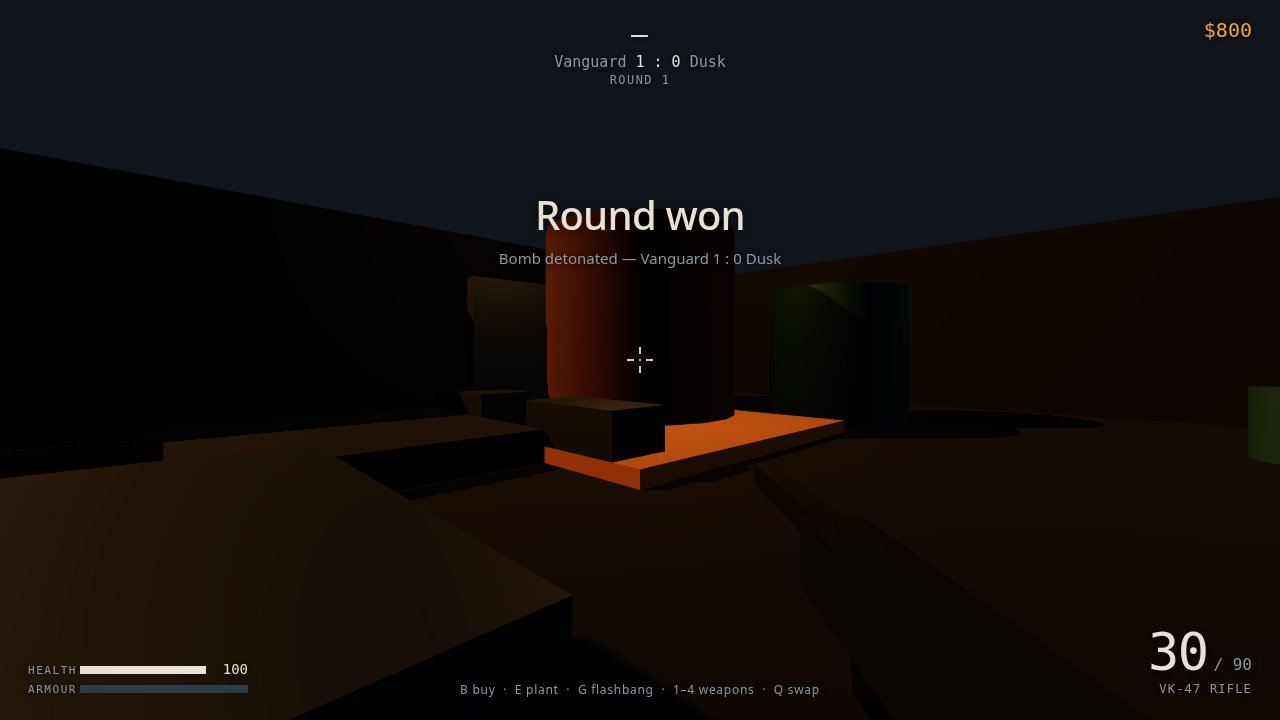 —
$800
Vanguard 1 : 0 Dusk
ROUND 1
Round won
Bomb detonated — Vanguard 1 : 0 Dusk
HEALTH 100
ARMOUR
B buy · E plant · G flashbang · 1–4 weapons · Q swap
30 / 90
VK-47 RIFLE